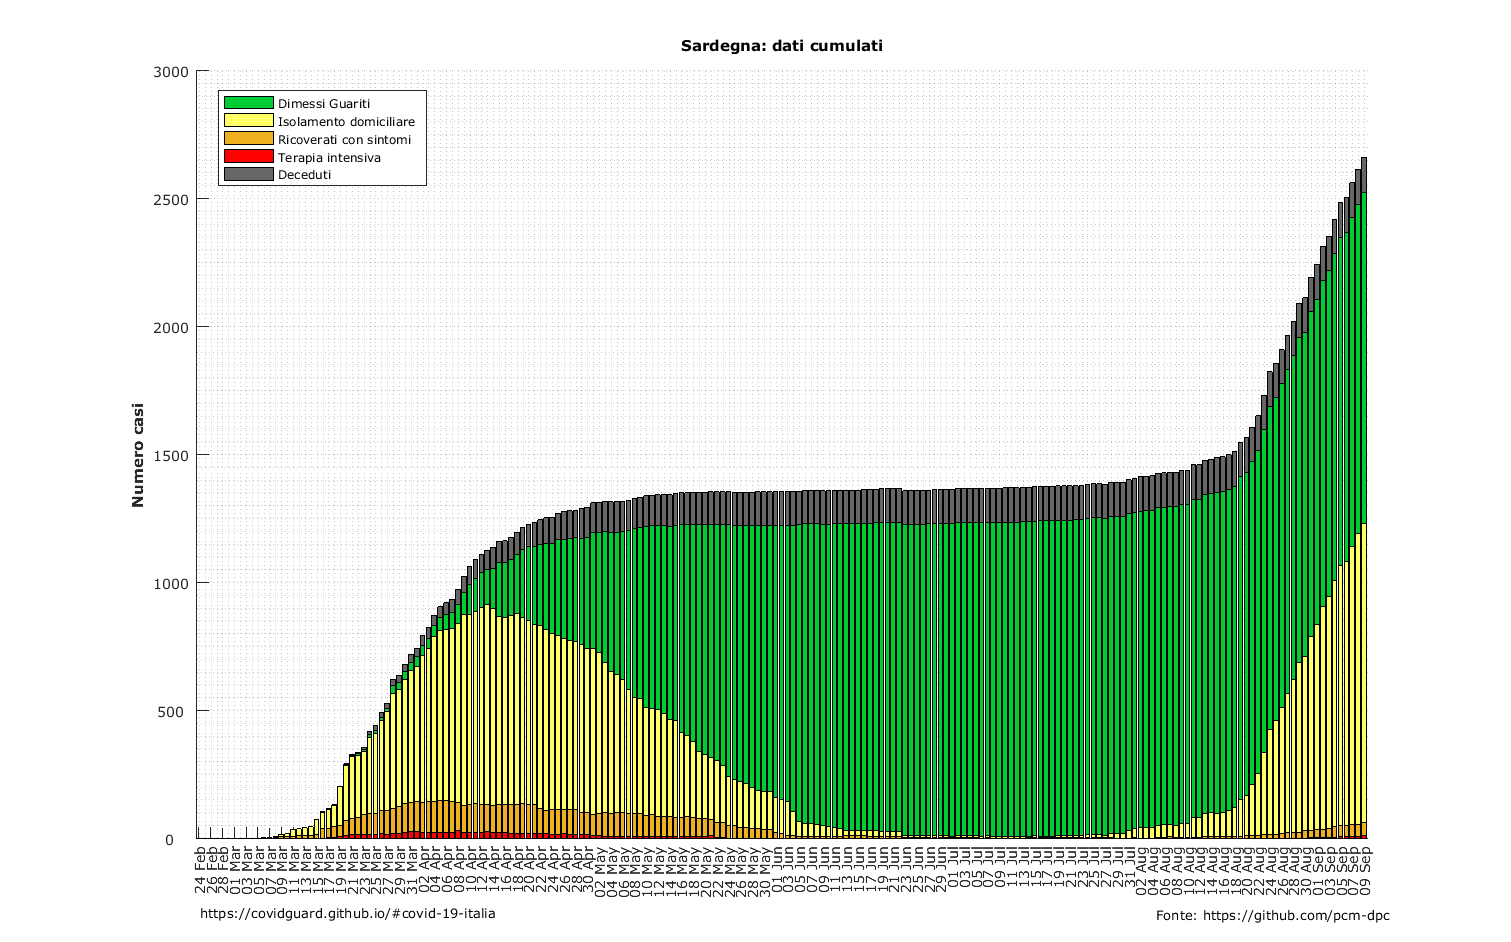 Sardegna: dati cumulati
3000
2500
2000
1500
1000
500
0
Numero casi
Dimessi Guariti
Isolamento domiciliare
Ricoverati con sintomi
Terapia intensiva
Deceduti
24 Feb
26 Feb
28 Feb
01 Mar
03 Mar
05 Mar
07 Mar
09 Mar
11 Mar
13 Mar
15 Mar
17 Mar
19 Mar
21 Mar
23 Mar
25 Mar
27 Mar
29 Mar
31 Mar
02 Apr
04 Apr
06 Apr
08 Apr
10 Apr
12 Apr
14 Apr
16 Apr
18 Apr
20 Apr
22 Apr
24 Apr
26 Apr
28 Apr
30 Apr
02 May
04 May
06 May
08 May
10 May
12 May
14 May
16 May
18 May
20 May
22 May
24 May
26 May
28 May
30 May
01 Jun
03 Jun
05 Jun
07 Jun
09 Jun
11 Jun
13 Jun
15 Jun
17 Jun
19 Jun
21 Jun
23 Jun
25 Jun
27 Jun
29 Jun
01 Jul
03 Jul
05 Jul
07 Jul
09 Jul
11 Jul
13 Jul
15 Jul
17 Jul
19 Jul
21 Jul
23 Jul
25 Jul
27 Jul
29 Jul
31 Jul
02 Aug
04 Aug
06 Aug
08 Aug
10 Aug
12 Aug
14 Aug
16 Aug
18 Aug
20 Aug
22 Aug
24 Aug
26 Aug
28 Aug
30 Aug
01 Sep
03 Sep
05 Sep
07 Sep
09 Sep
https://covidguard.github.io/#covid-19-italia
Fonte: https://github.com/pcm-dpc